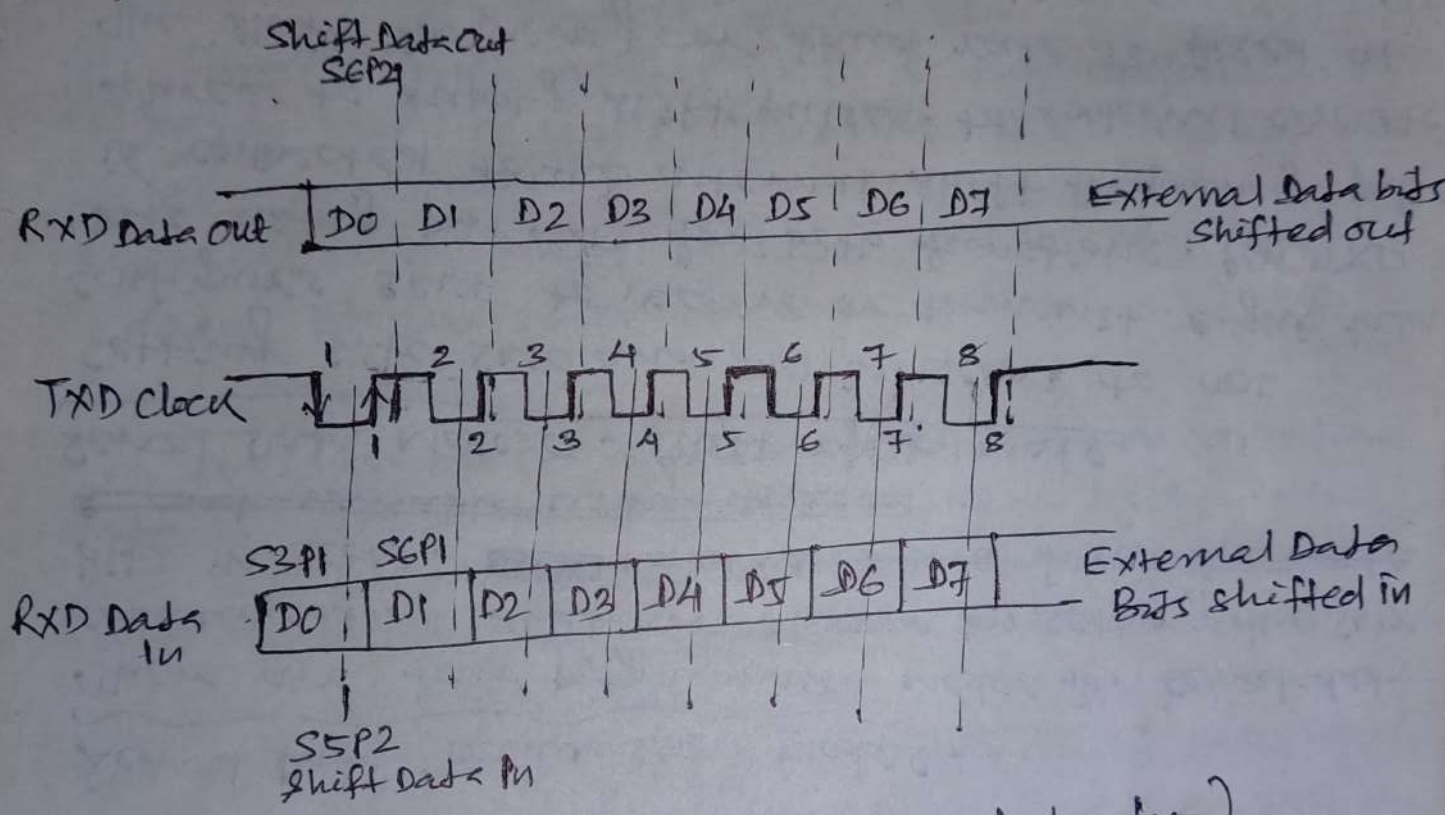 Shift Data Out
S6P2
RXD Data Out D0 D1 D2 D3 D4 D5 D6 D7 External Data bits
Shifted out
1 2 3 4 5 6 7 8
TXD Clock
1 2 3 4 5 6 7 8
S3P1 S6P1
RXD Data In D0 D1 D2 D3 D4 D5 D6 D7 External Data
Bits shifted in
S5P2
Shift Data In